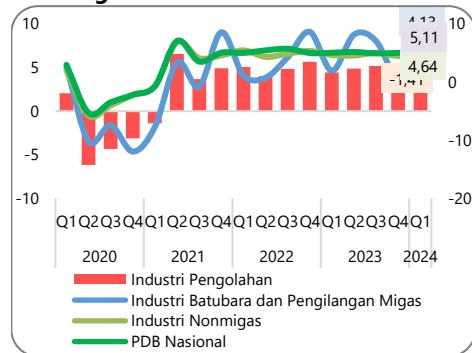 10 4,13 10
5 5,11 0
4,64
0 -1,41
-5 -10
-10 -20
Q1 Q2 Q3 Q4 Q1 Q2 Q3 Q4 Q1 Q2 Q3 Q4 Q1 Q2 Q3 Q4 Q1
2020 2021 2022 2023 2024
Industri Pengolahan
Industri Batubara dan Pengilangan Migas
Industri Nonmigas
PDB Nasional